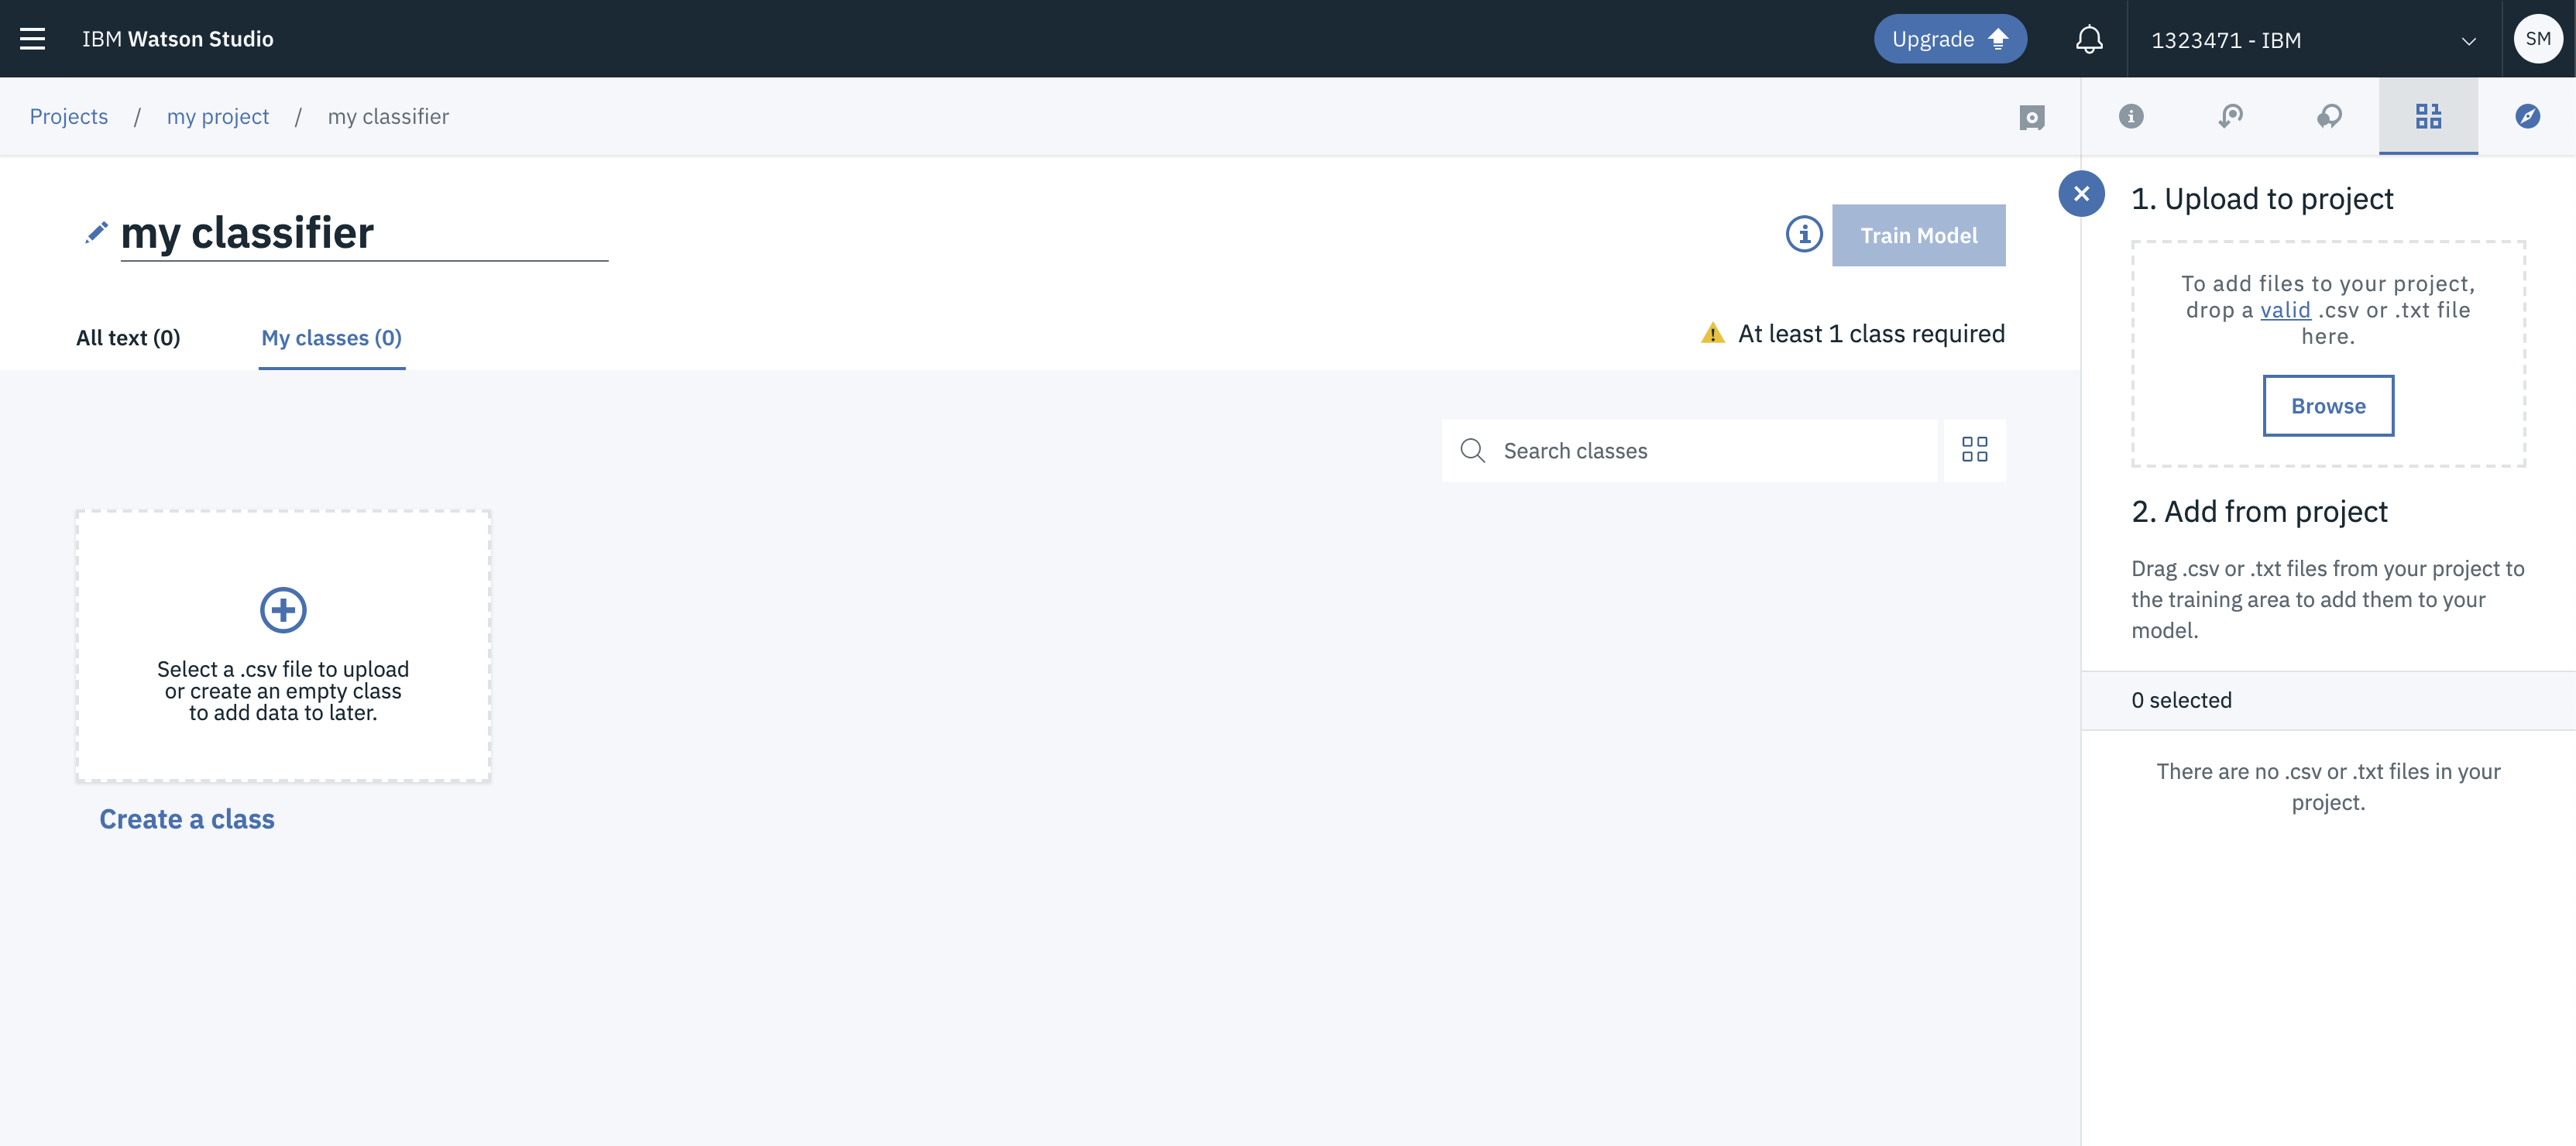 IBM Watson Studio
Upgrade
1323471 - IBM
SM
Projects / my project / my classifier
my classifier
Train Model
All text (0)
My classes (0)
At least 1 class required
Search classes
Select a .csv file to upload
or create an empty class
to add data to later.
Create a class
1. Upload to project
To add files to your project,
drop a valid .csv or .txt file
here.
Browse
2. Add from project
Drag .csv or .txt files from your project to
the training area to add them to your
model.
0 selected
There are no .csv or .txt files in your
project.